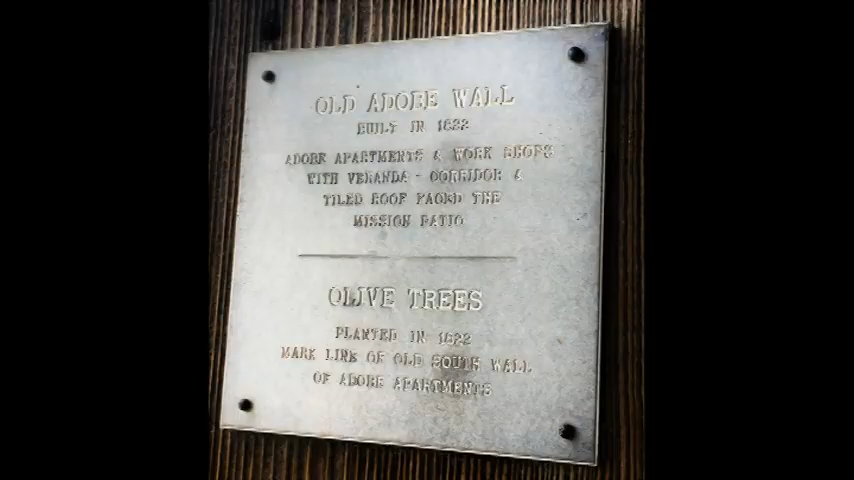 OLD ADOBE WALL
BUILT IN 1822
ADOBE APARTMENTS & WORK SHOPS
WITH VERANDA - CORRIDOR &
TILED ROOF FACED THE
MISSION PATIO
OLIVE TREES
PLANTED IN 1822
MARK LINE OF OLD SOUTH WALL
OF ADOBE APARTMENTS